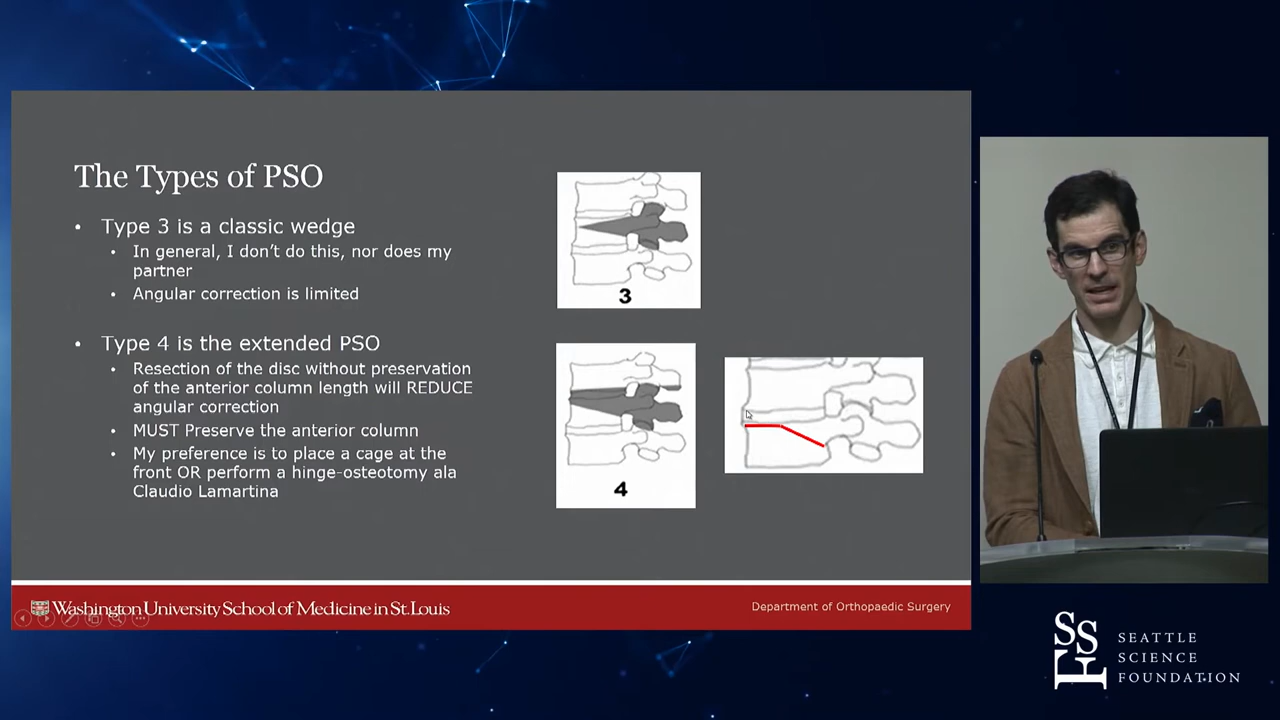 The Types of PSO
• Type 3 is a classic wedge
• In general, I don't do this, nor does my
partner
• Angular correction is limited
• Type 4 is the extended PSO
• Resection of the disc without preservation
of the anterior column length will REDUCE
angular correction
• MUST Preserve the anterior column
• My preference is to place a cage at the
front OR perform a hinge-osteotomy ala
Claudio Lamartina
3
4
Washington University School of Medicine in St. Louis
Department of Orthopaedic Surgery
SSF
SEATTLE
SCIENCE
FOUNDATION